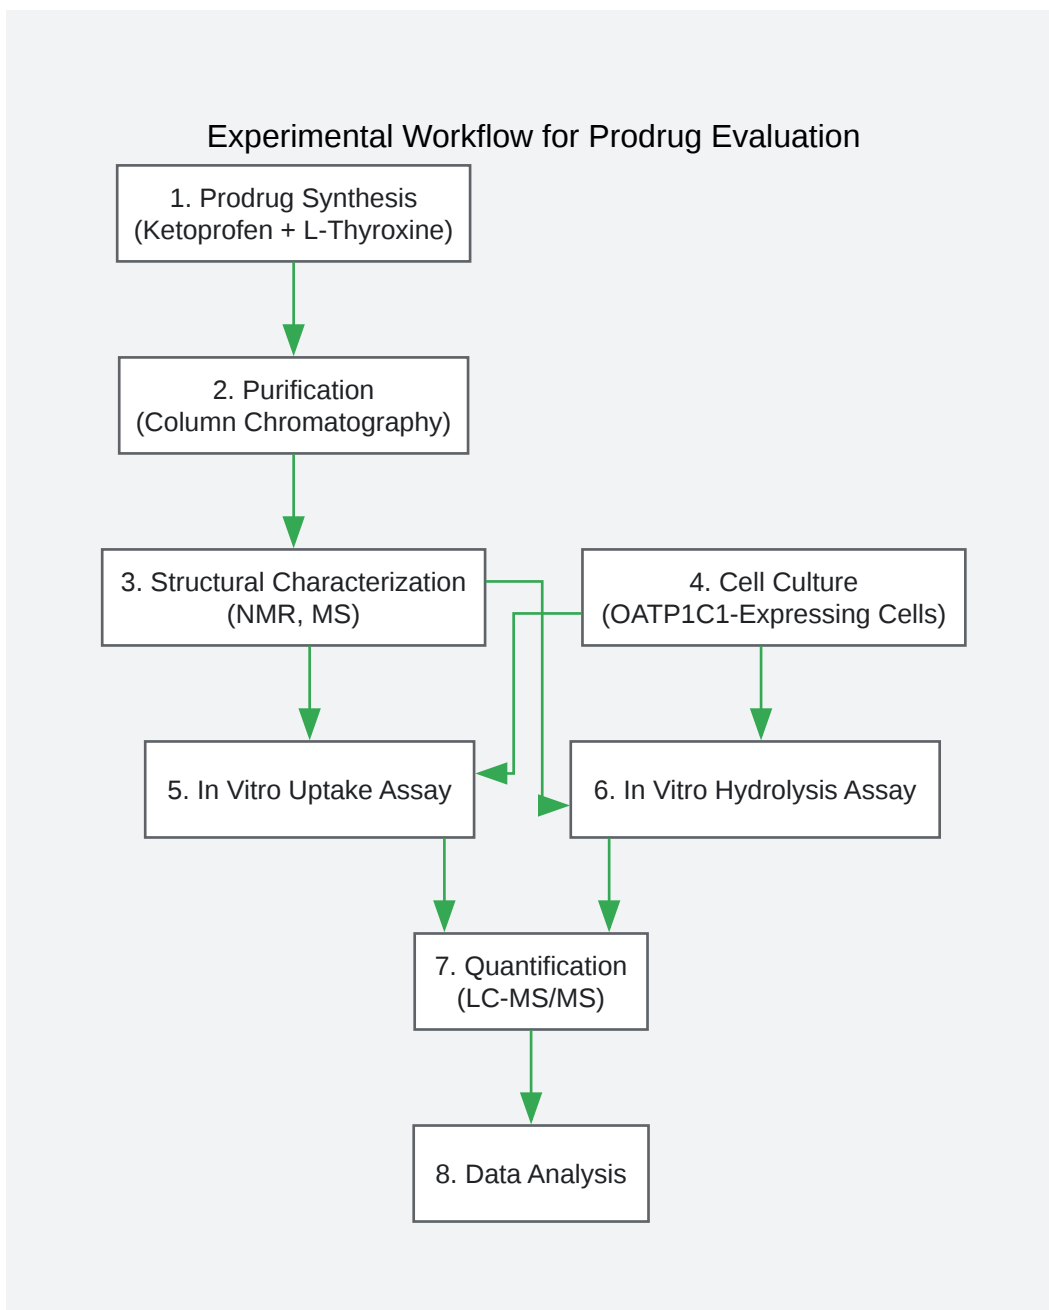 Experimental Workflow for Prodrug Evaluation
1. Prodrug Synthesis
(Ketoprofen + L-Thyroxine)
2. Purification
(Column Chromatography)
3. Structural Characterization
(NMR, MS)
4. Cell Culture
(OATP1C1-Expressing Cells)
5. In Vitro Uptake Assay
6. In Vitro Hydrolysis Assay
7. Quantification
(LC-MS/MS)
8. Data Analysis